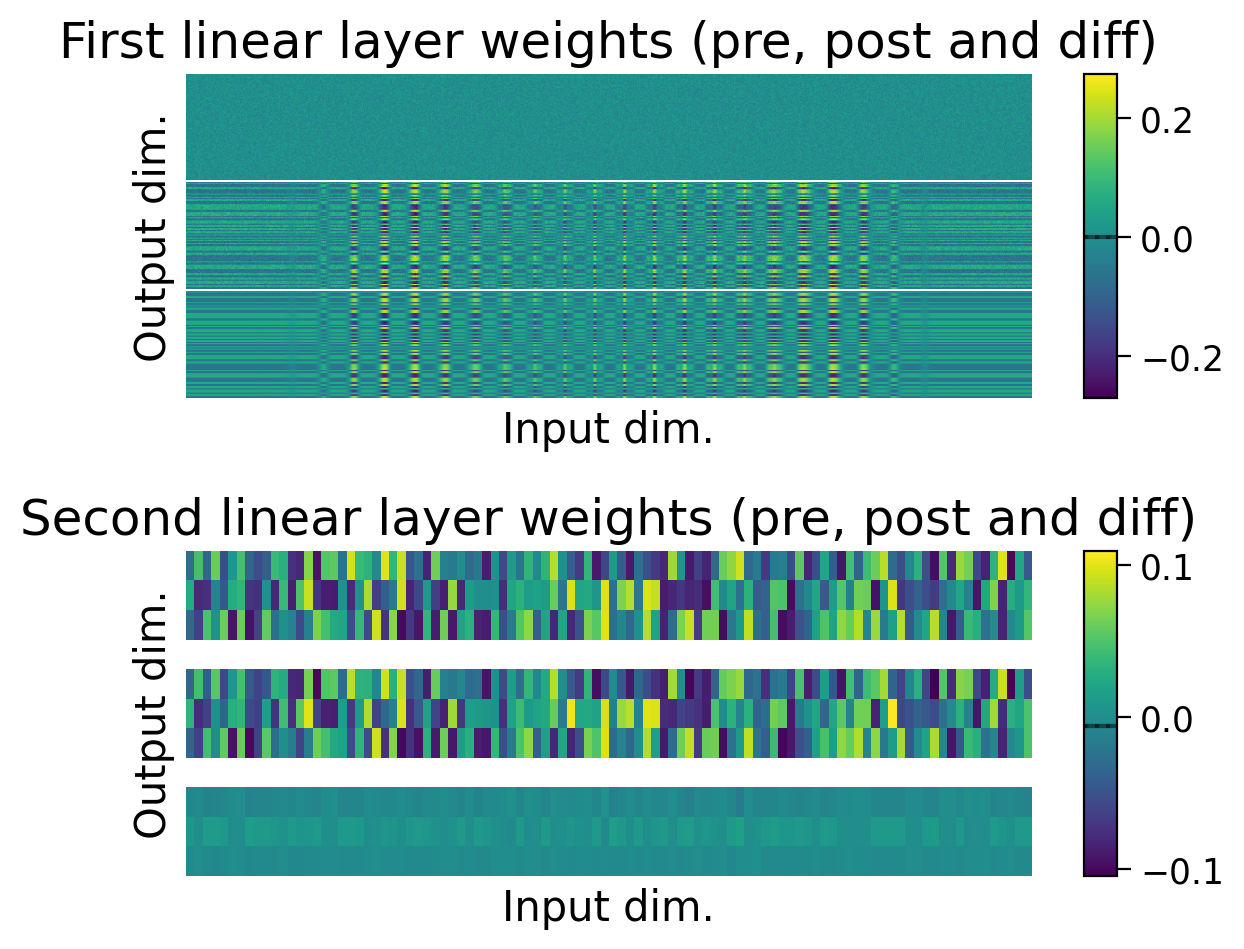 First linear layer weights (pre, post and diff)
Output dim.
0.2
0.0
−0.2
Input dim.
Second linear layer weights (pre, post and diff)
Output dim.
0.1
0.0
−0.1
Input dim.